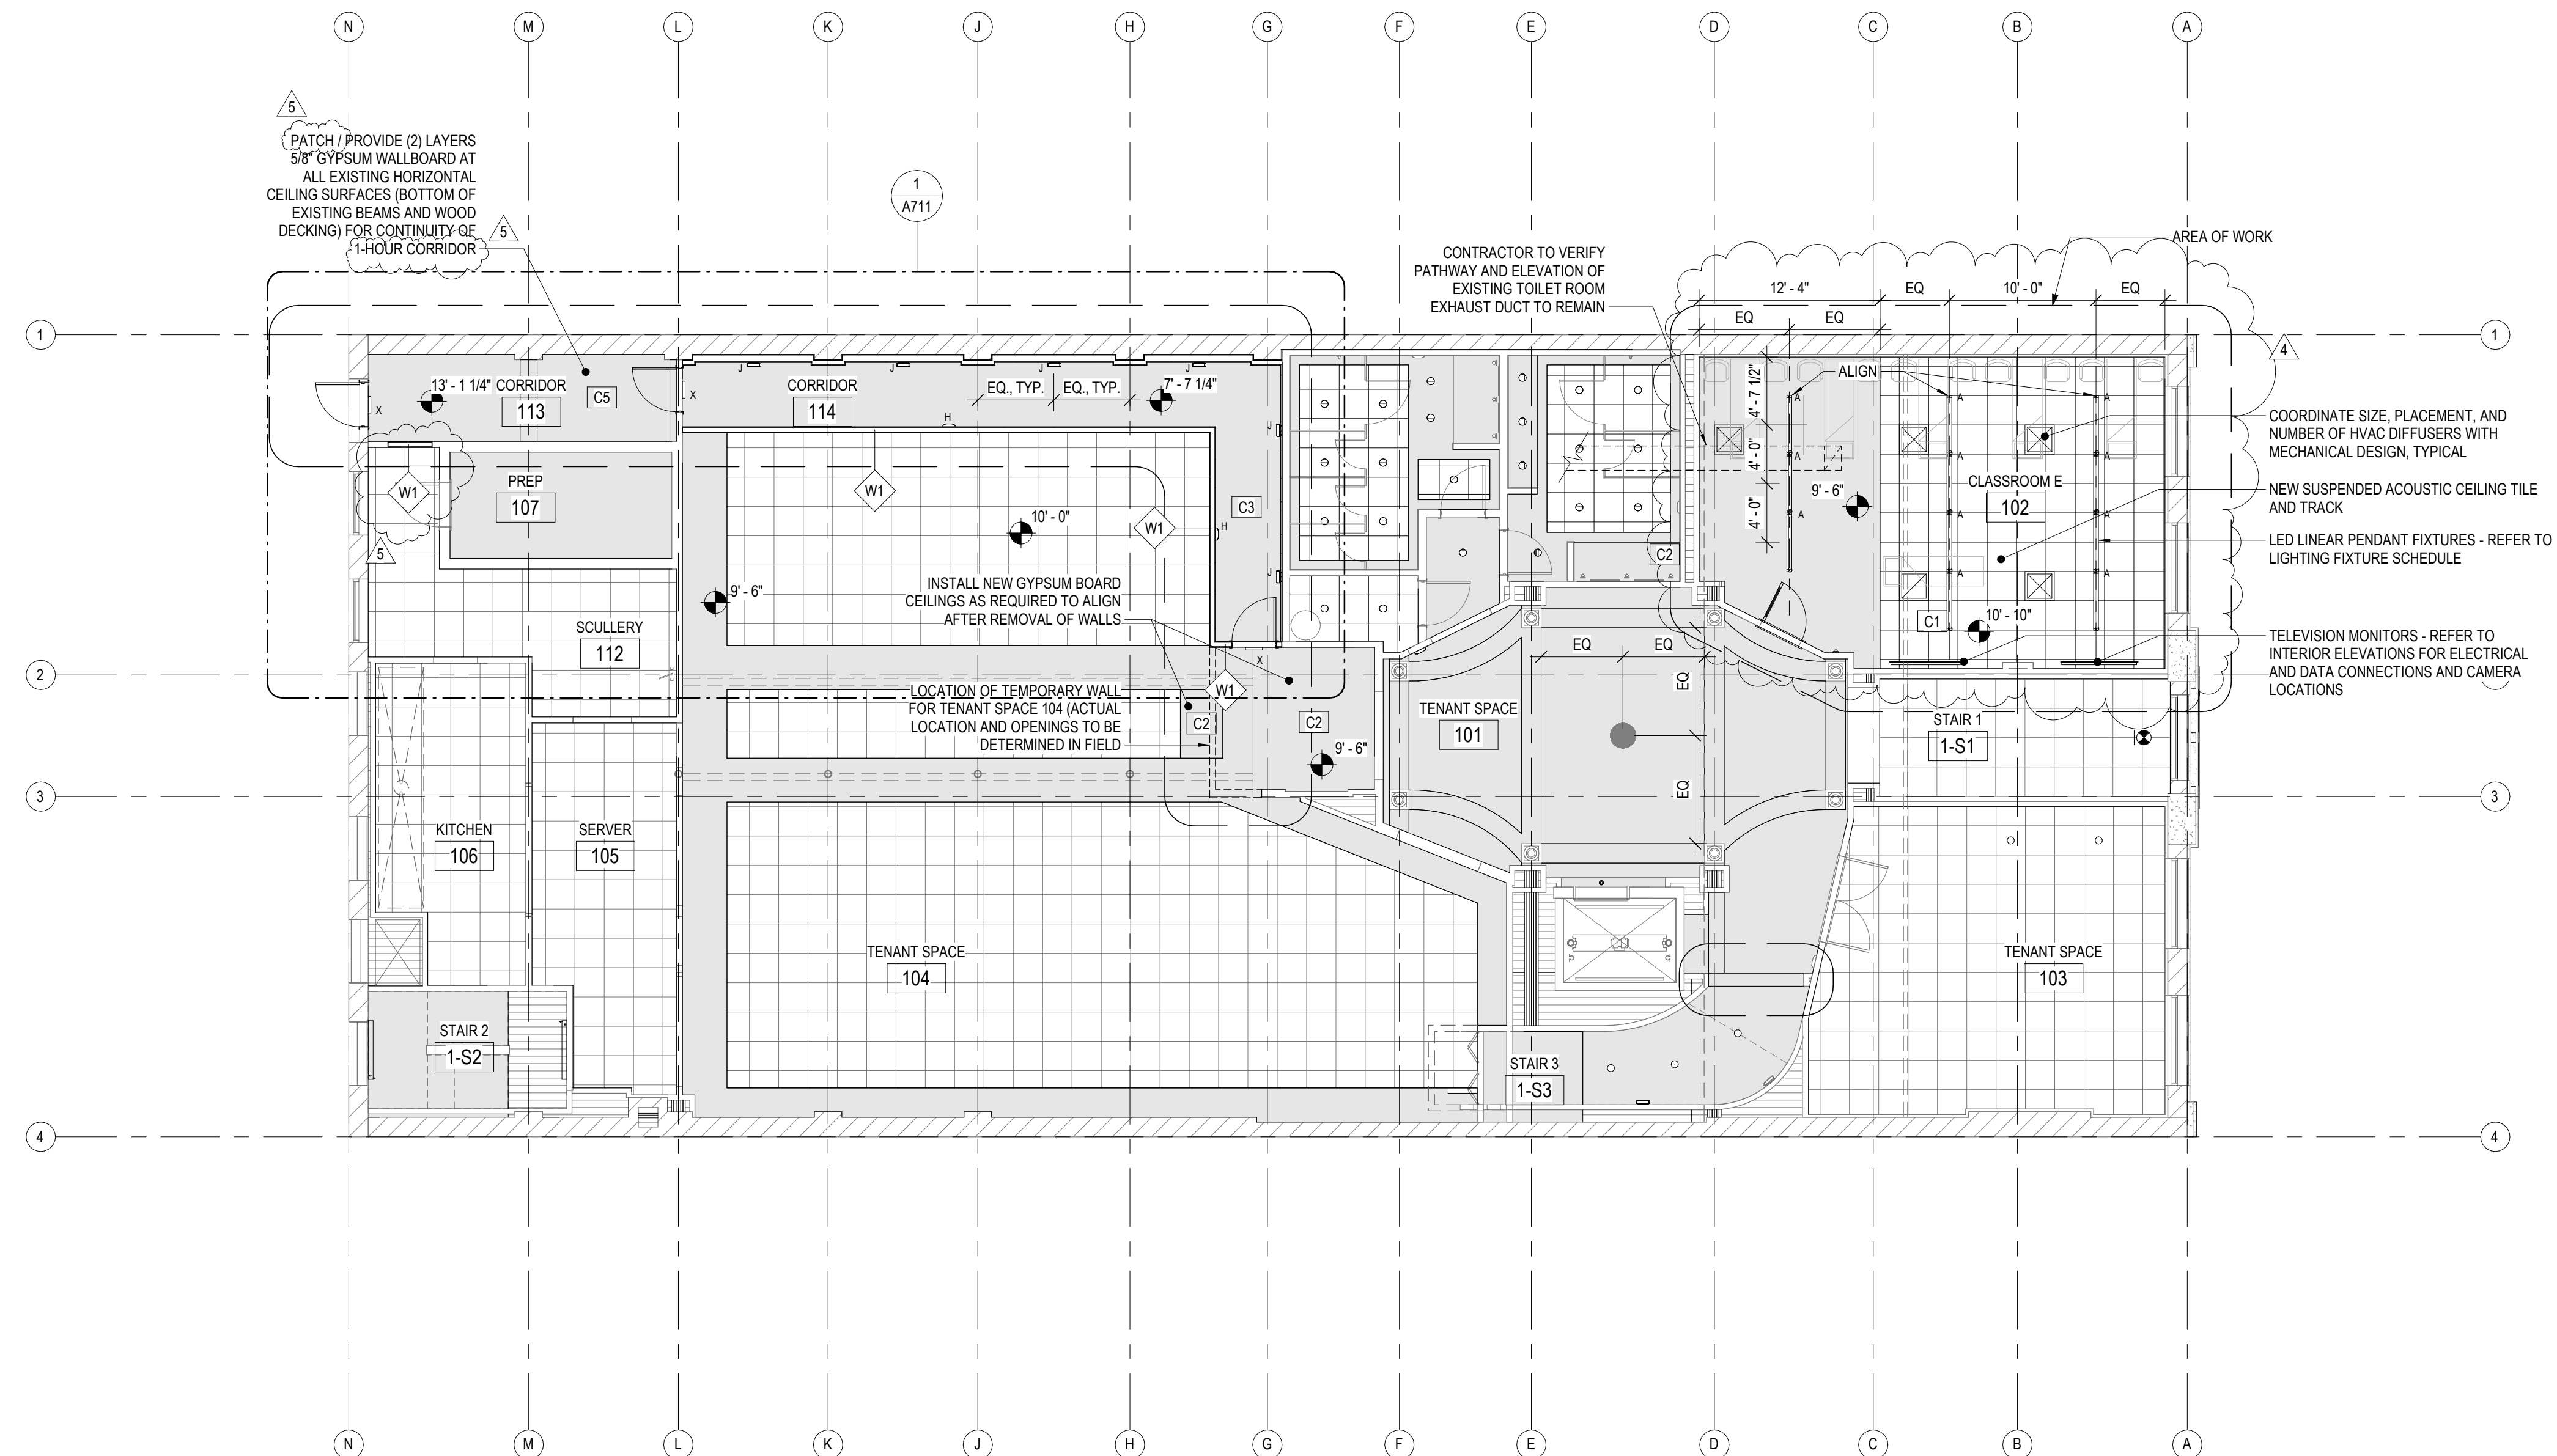 N M L K J H G F E D C B A
5
PATCH / PROVIDE (2) LAYERS
5/8" GYPSUM WALLBOARD AT
ALL EXISTING HORIZONTAL
CEILING SURFACES (BOTTOM OF
EXISTING BEAMS AND WOOD
DECKING) FOR CONTINUITY OF
1-HOUR CORRIDOR
5
1
A711
CONTRACTOR TO VERIFY
PATHWAY AND ELEVATION OF
EXISTING TOILET ROOM
EXHAUST DUCT TO REMAIN
AREA OF WORK
12' - 4"
EQ
10' - 0"
EQ
EQ
EQ
1
1
4
13' - 1 1/4"
CORRIDOR
113
C5
X
X
J
J
J
J
CORRIDOR
114
EQ., TYP.
EQ., TYP.
7' - 7 1/4"
H
J
H
J
C3
4' - 7 1/2"
4' - 0"
4' - 0"
ALIGN
A
A
A
A
A
A
A
A
A
A
A
9' - 6"
CLASSROOM E
102
C1
10' - 10"
COORDINATE SIZE, PLACEMENT, AND
NUMBER OF HVAC DIFFUSERS WITH
MECHANICAL DESIGN, TYPICAL
NEW SUSPENDED ACOUSTIC CEILING TILE
AND TRACK
LED LINEAR PENDANT FIXTURES - REFER TO
LIGHTING FIXTURE SCHEDULE
TELEVISION MONITORS - REFER TO
INTERIOR ELEVATIONS FOR ELECTRICAL
AND DATA CONNECTIONS AND CAMERA
LOCATIONS
PREP
107
W1
5
W1
W1
10' - 0"
C2
9' - 6"
INSTALL NEW GYPSUM BOARD
CEILINGS AS REQUIRED TO ALIGN
AFTER REMOVAL OF WALLS
SCULLERY
112
X
2
W1
LOCATION OF TEMPORARY WALL
FOR TENANT SPACE 104 (ACTUAL
LOCATION AND OPENINGS TO BE
DETERMINED IN FIELD
C2
C2
9' - 6"
EQ
EQ
EQ
EQ
TENANT SPACE
101
STAIR 1
1-S1
3
3
KITCHEN
106
SERVER
105
TENANT SPACE
104
TENANT SPACE
103
STAIR 2
1-S2
STAIR 3
1-S3
4
4
N M L K J H G F E D C B A